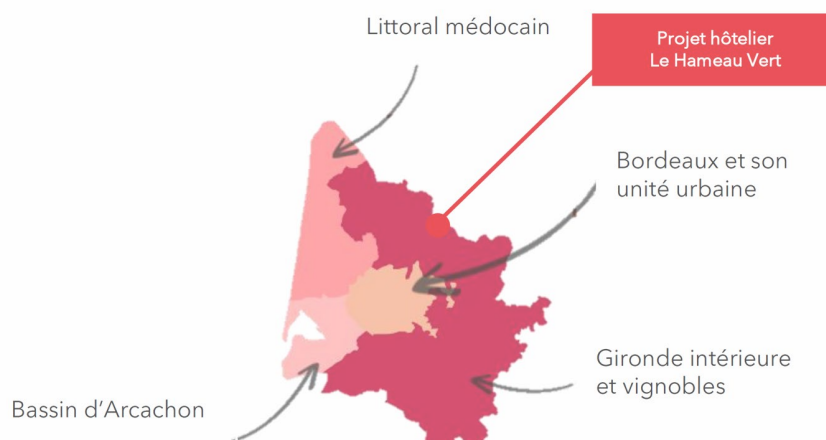 Littoral médocain
Projet hôtelier
Le Hameau Vert
Bordeaux et son
unité urbaine
Gironde intérieure
et vignobles
Bassin d’Arcachon